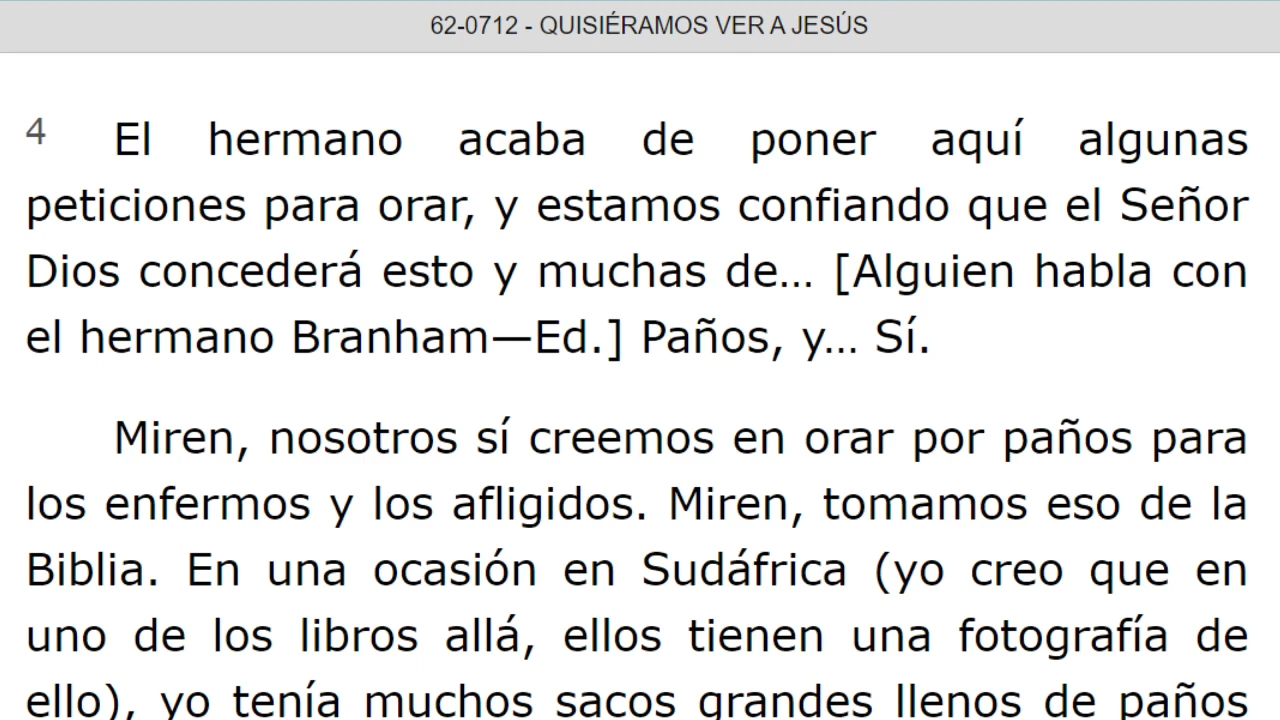 62-0712 - QUISIÉRAMOS VER A JESÚS
4 El hermano acaba de poner aquí algunas
peticiones para orar, y estamos confiando que el Señor
Dios concederá esto y muchas de… [Alguien habla con
el hermano Branham—Ed.] Paños, y… Sí.
Miren, nosotros sí creemos en orar por paños para
los enfermos y los afligidos. Miren, tomamos eso de la
Biblia. En una ocasión en Sudáfrica (yo creo que en
uno de los libros allá, ellos tienen una fotografía de
ello), yo tenía muchos sacos grandes llenos de paños